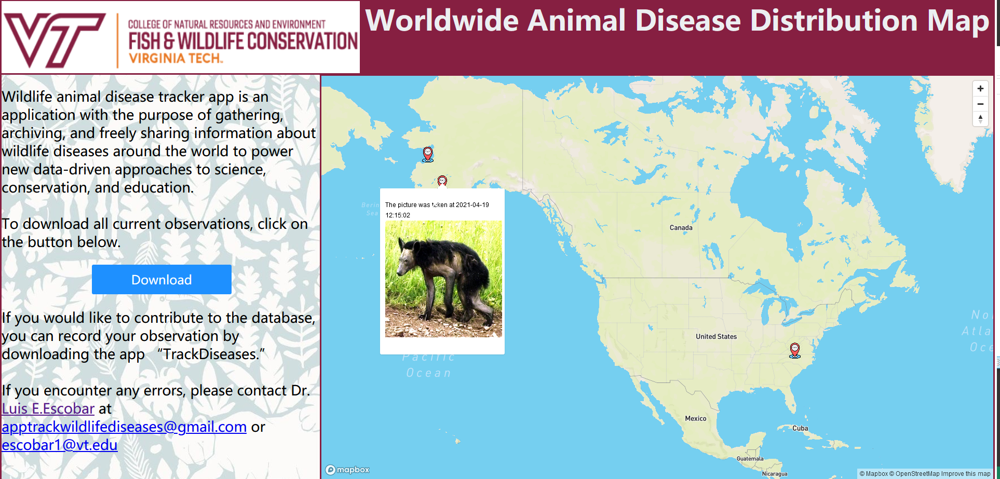 VT
COLLEGE OF NATURAL RESOURCES AND ENVIRONMENT
FISH & WILDLIFE CONSERVATION
VIRGINIA TECH.
Worldwide Animal Disease Distribution Map
Wildlife animal disease tracker app is an
application with the purpose of gathering,
archiving, and freely sharing information about
wildlife diseases around the world to power
new data-driven approaches to science,
conservation, and education.
To download all current observations, click on
the button below.
Download
If you would like to contribute to the database,
you can record your observation by
downloading the app “TrackDiseases.”
If you encounter any errors, please contact Dr.
Luis E.Escobar at
apptrackwildlifediseases@gmail.com or
escobar1@vt.edu
Sea
The picture was taken at 2021-04-19
12:15:02
Pacific
Ocean
Canada
United States
Mexico
Cuba
Guatemala
Nicaragua
mapbox
© Mapbox © OpenStreetMap Improve this map